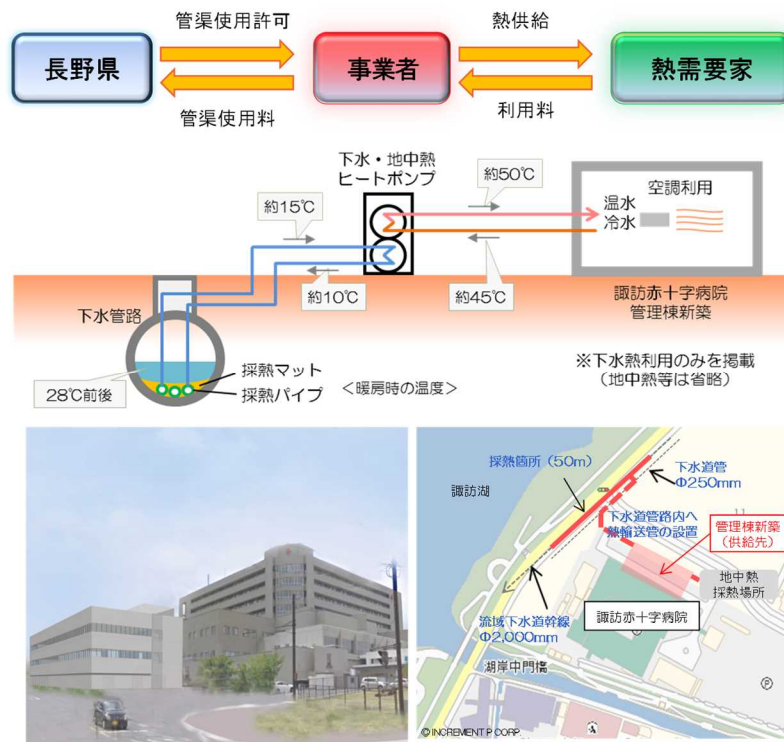 管渠使用許可
熱供給
長野県
事業者
熱需要家
管渠使用料
利用料
下水・地中熱
ヒートポンプ
約50℃
空調利用
約15℃
温水
冷水
約10℃
約45℃
諏訪赤十字病院
管理棟新築
下水管路
採熱マット
採熱パイプ
28℃前後
<暖房時の温度>
※下水熱利用のみを掲載
(地中熱等は省略)
採熱箇所(50m)
下水道管
Φ250mm
諏訪湖
下水道管路内へ
熱輸送管の設置
管理棟新築
(供給先)
地中熱
採熱場所
流域下水道幹線
Φ2,000mm
諏訪赤十字病院
湖岸中門橋
P
© INCREMENT P CORP.